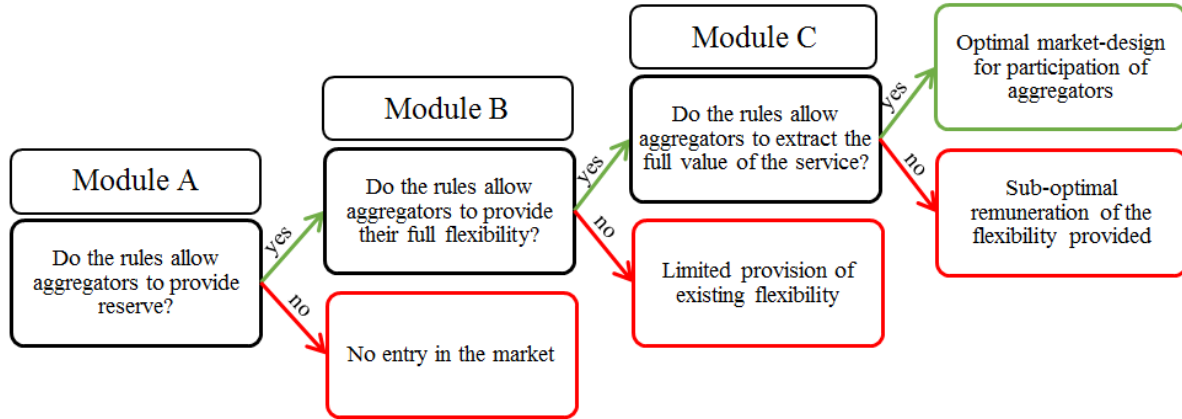 Module A
Do the rules allow
aggregators to provide
reserve?
yes
no
Module B
Do the rules allow
aggregators to provide
their full flexibility?
No entry in the market
yes
no
Module C
Do the rules allow
aggregators to extract the
full value of the service?
Limited provision of
existing flexibility
yes
no
Optimal market-design
for participation of
aggregators
Sub-optimal
remuneration of the
flexibility provided